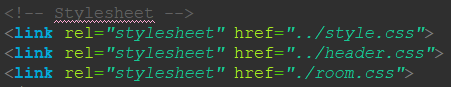 <!-- Stylesheet -->
<link rel="stylesheet" href="../style.css">
<link rel="stylesheet" href="../header.css">
<link rel="stylesheet" href="./room.css">